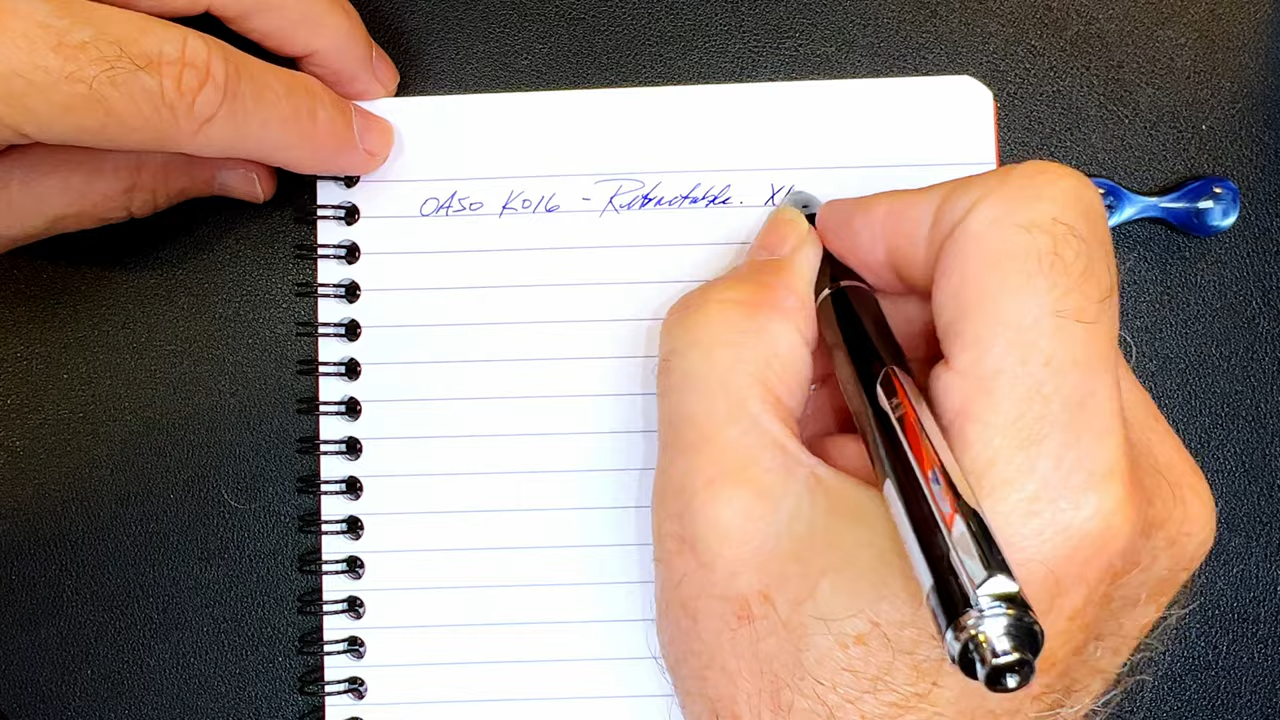 OASO K016 - Retractable. X